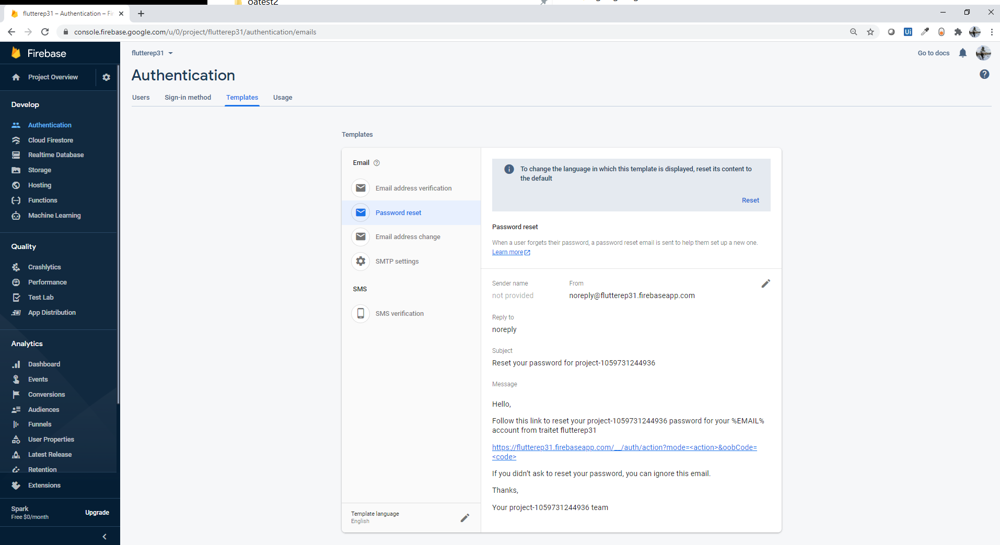 oatest2
flutterep31 – Authentication – Fir
console.firebase.google.com/u/0/project/flutterep31/authentication/emails
Ui
Firebase
Project Overview
Develop
Authentication
Cloud Firestore
Realtime Database
Storage
Hosting
Functions
Machine Learning
Quality
Crashlytics
Performance
Test Lab
App Distribution
Analytics
Dashboard
Events
Conversions
Audiences
Funnels
User Properties
Latest Release
Retention
Extensions
Spark
Free $0/month
Upgrade
flutterep31
Go to docs
Authentication
Users Sign-in method Templates Usage
Templates
Email
Email address verification
Password reset
Email address change
SMTP settings
SMS
SMS verification
Template language
English
To change the language in which this template is displayed, reset its content to
the default
Reset
Password reset
When a user forgets their password, a password reset email is sent to help them set up a new one.
Learn more
Sender name From
not provided noreply@flutterep31.firebaseapp.com
Reply to
noreply
Subject
Reset your password for project-1059731244936
Message
Hello,
Follow this link to reset your project-1059731244936 password for your %EMAIL%
account from traitet flutterep31
https://flutterep31.firebaseapp.com/__/auth/action?mode=<action>&oobCode=
<code>
If you didn’t ask to reset your password, you can ignore this email.
Thanks,
Your project-1059731244936 team